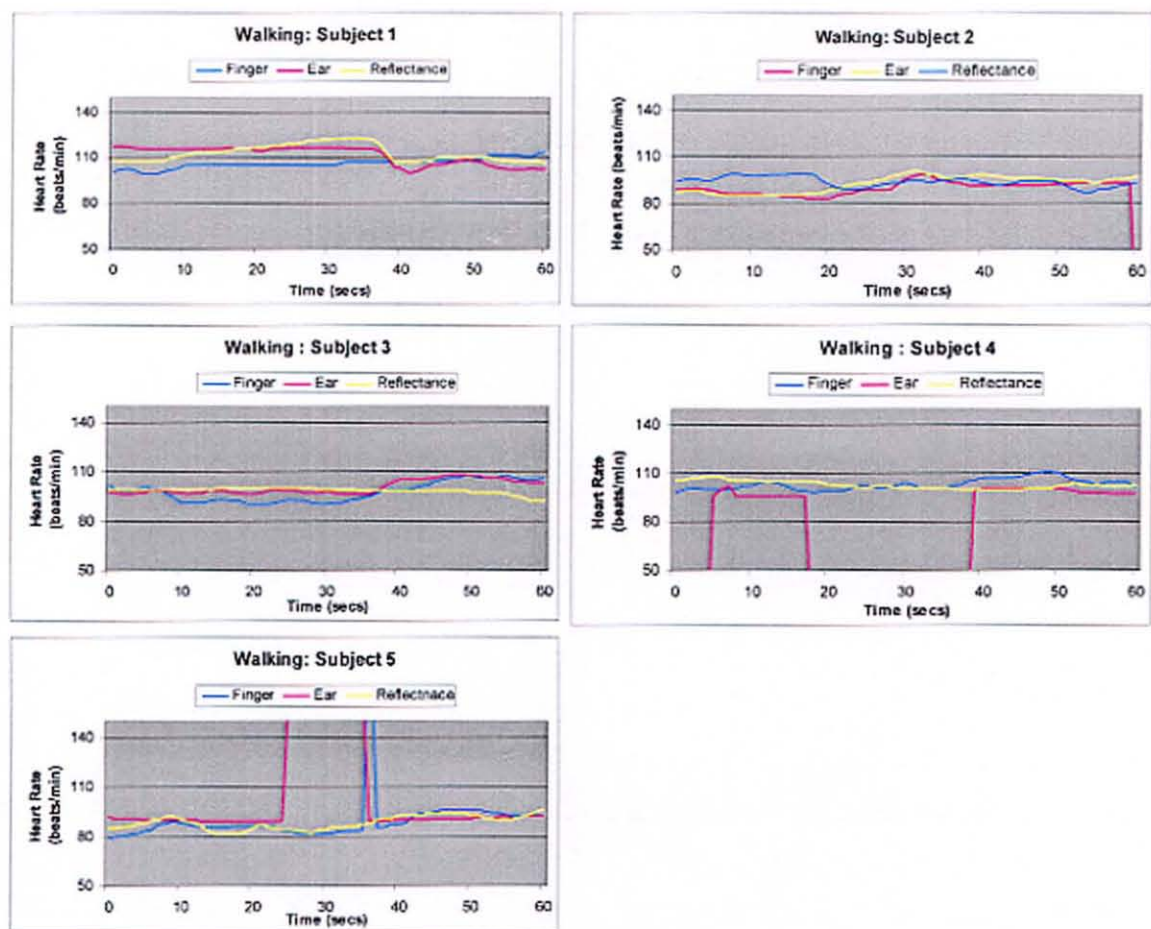 Walking: Subject 1
Finger Ear Reflectance
Heart Rate
(beats/min)
140
110
80
50
0 10 20 30 40 50 60
Time (secs)
Walking: Subject 2
Finger Ear Reflectance
Heart Rate (beats/min)
140
110
80
50
0 10 20 30 40 50 60
Time (secs)
Walking : Subject 3
Finger Ear Reflectance
Heart Rate
(beats/min)
140
110
80
50
0 10 20 30 40 50 60
Time (secs)
Walking : Subject 4
Finger Ear Reflectance
Heart Rate
(beats/min)
140
110
80
50
0 10 20 30 40 50 60
Time (secs)
Walking: Subject 5
Finger Ear Reflectnace
Heart Rate
(beats/min)
140
110
80
50
0 10 20 30 40 50 60
Time (secs)